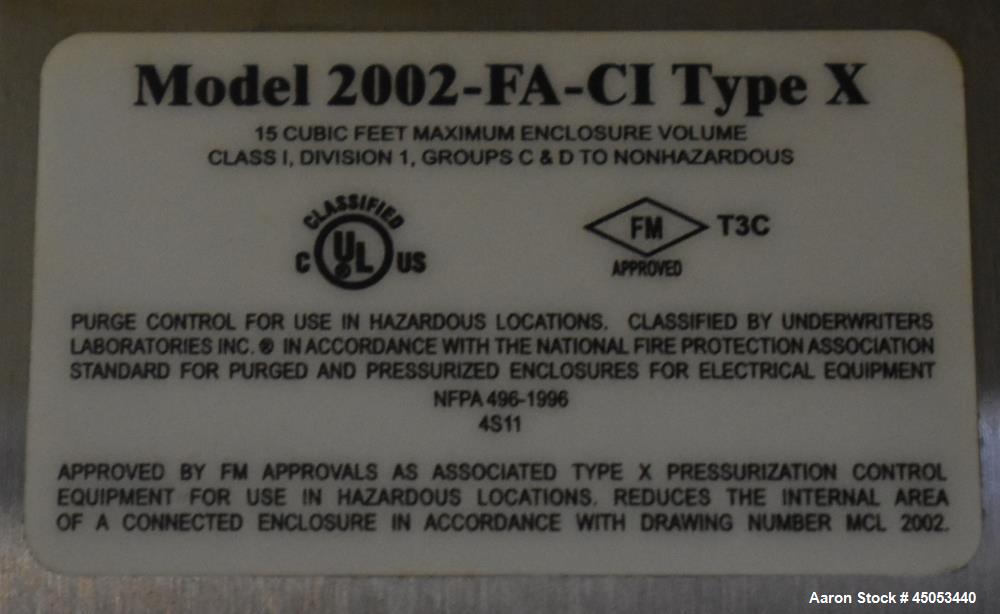 Model 2002-FA-CI Type X
15 CUBIC FEET MAXIMUM ENCLOSURE VOLUME
CLASS I, DIVISION 1, GROUPS C & D TO NONHAZARDOUS
CLASSIFIED
C UL ® US
FM T3C
APPROVED
PURGE CONTROL FOR USE IN HAZARDOUS LOCATIONS. CLASSIFIED BY UNDERWRITERS
LABORATORIES INC. ® IN ACCORDANCE WITH THE NATIONAL FIRE PROTECTION ASSOCIATION
STANDARD FOR PURGED AND PRESSURIZED ENCLOSURES FOR ELECTRICAL EQUIPMENT
NFPA 496-1996
4S11
APPROVED BY FM APPROVALS AS ASSOCIATED TYPE X PRESSURIZATION CONTROL
EQUIPMENT FOR USE IN HAZARDOUS LOCATIONS. REDUCES THE INTERNAL AREA
OF A CONNECTED ENCLOSURE IN ACCORDANCE WITH DRAWING NUMBER MCL 2002.
Aaron Stock # 45053440